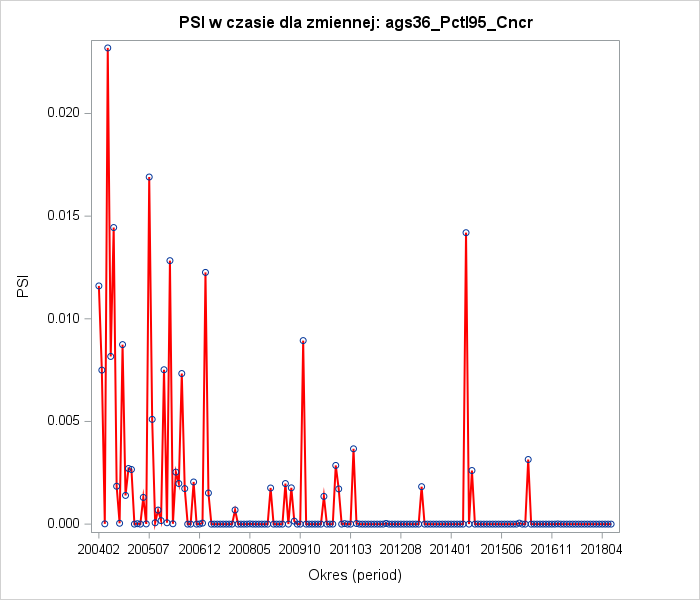 PSI w czasie dla zmiennej: ags36_Pctl95_Cncr
0.020
0.015
0.010
0.005
0.000
PSI
200402 200507 200612 200805 200910 201103 201208 201401 201506 201611 201804
Okres (period)